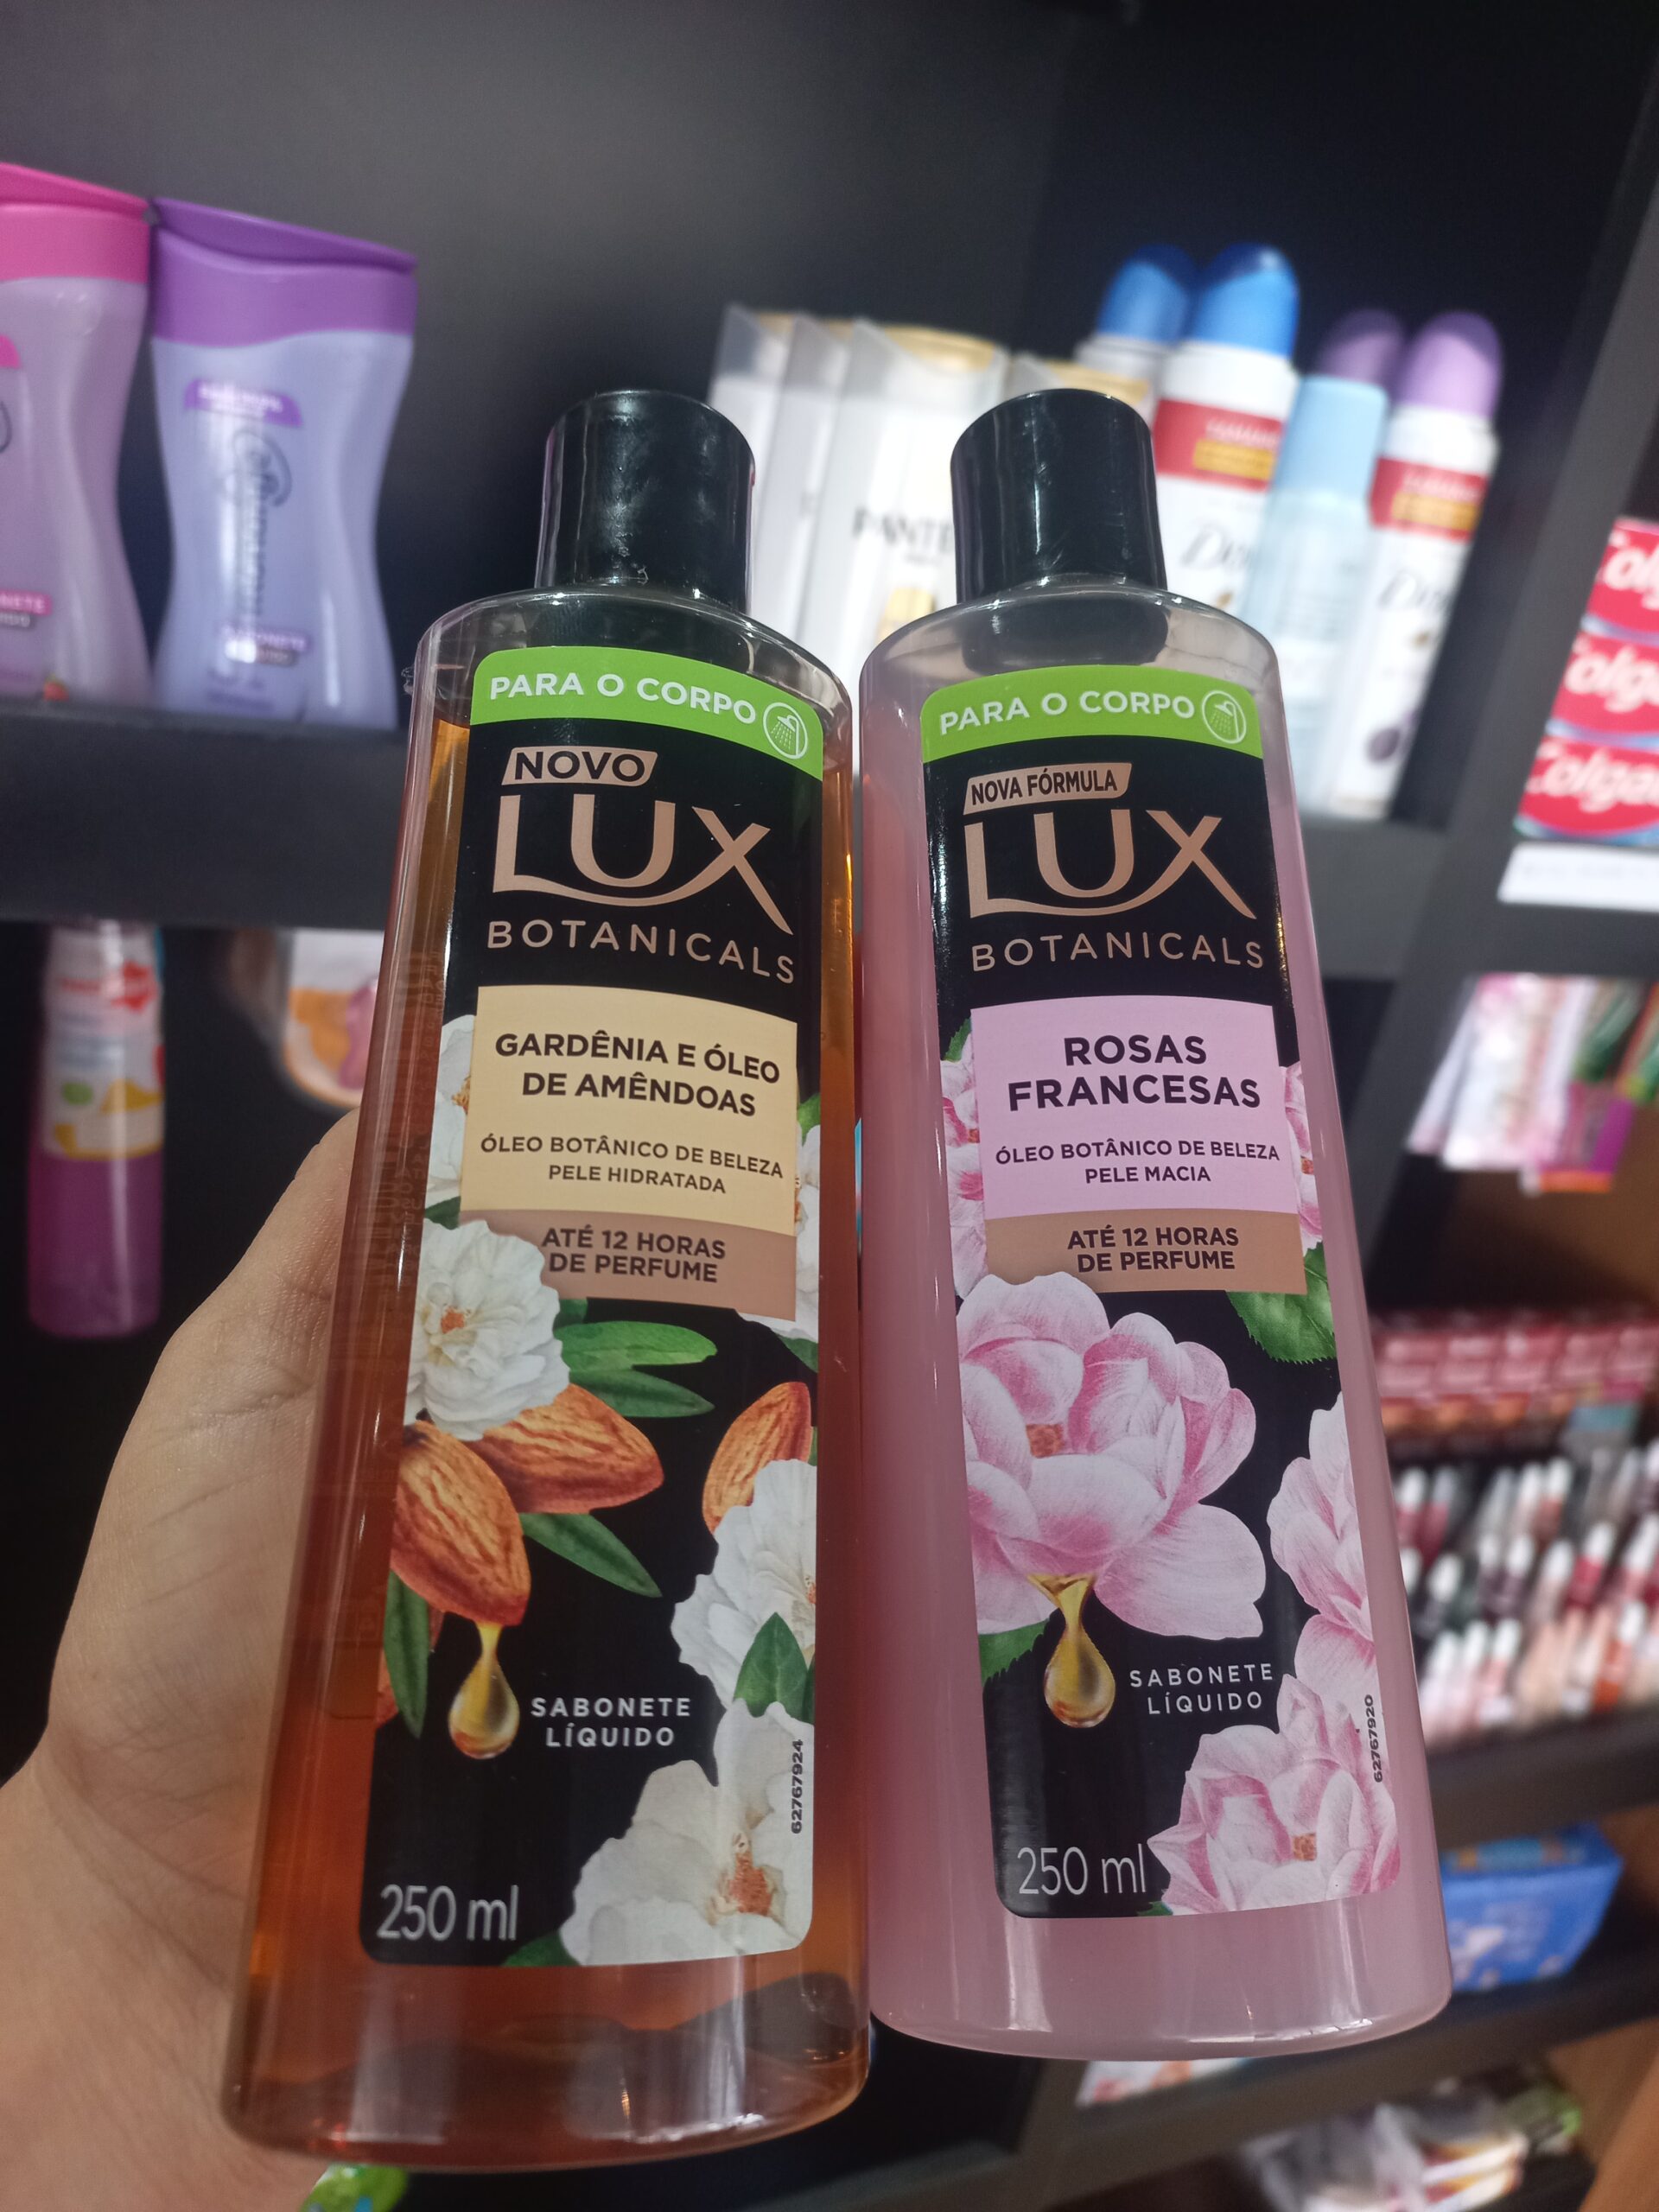 PARA O CORPO
NOVO
LUX
BOTANICALS
GARDÊNIA E ÓLEO
DE AMÊNDOAS
ÓLEO BOTÂNICO DE BELEZA
PELE HIDRATADA
ATÉ 12 HORAS
DE PERFUME
SABONETE
LÍQUIDO
62767924
250 ml
PARA O CORPO
NOVA FÓRMULA
LUX
BOTANICALS
ROSAS
FRANCESAS
ÓLEO BOTÂNICO DE BELEZA
PELE MACIA
ATÉ 12 HORAS
DE PERFUME
SABONETE
LÍQUIDO
62767920
250 ml